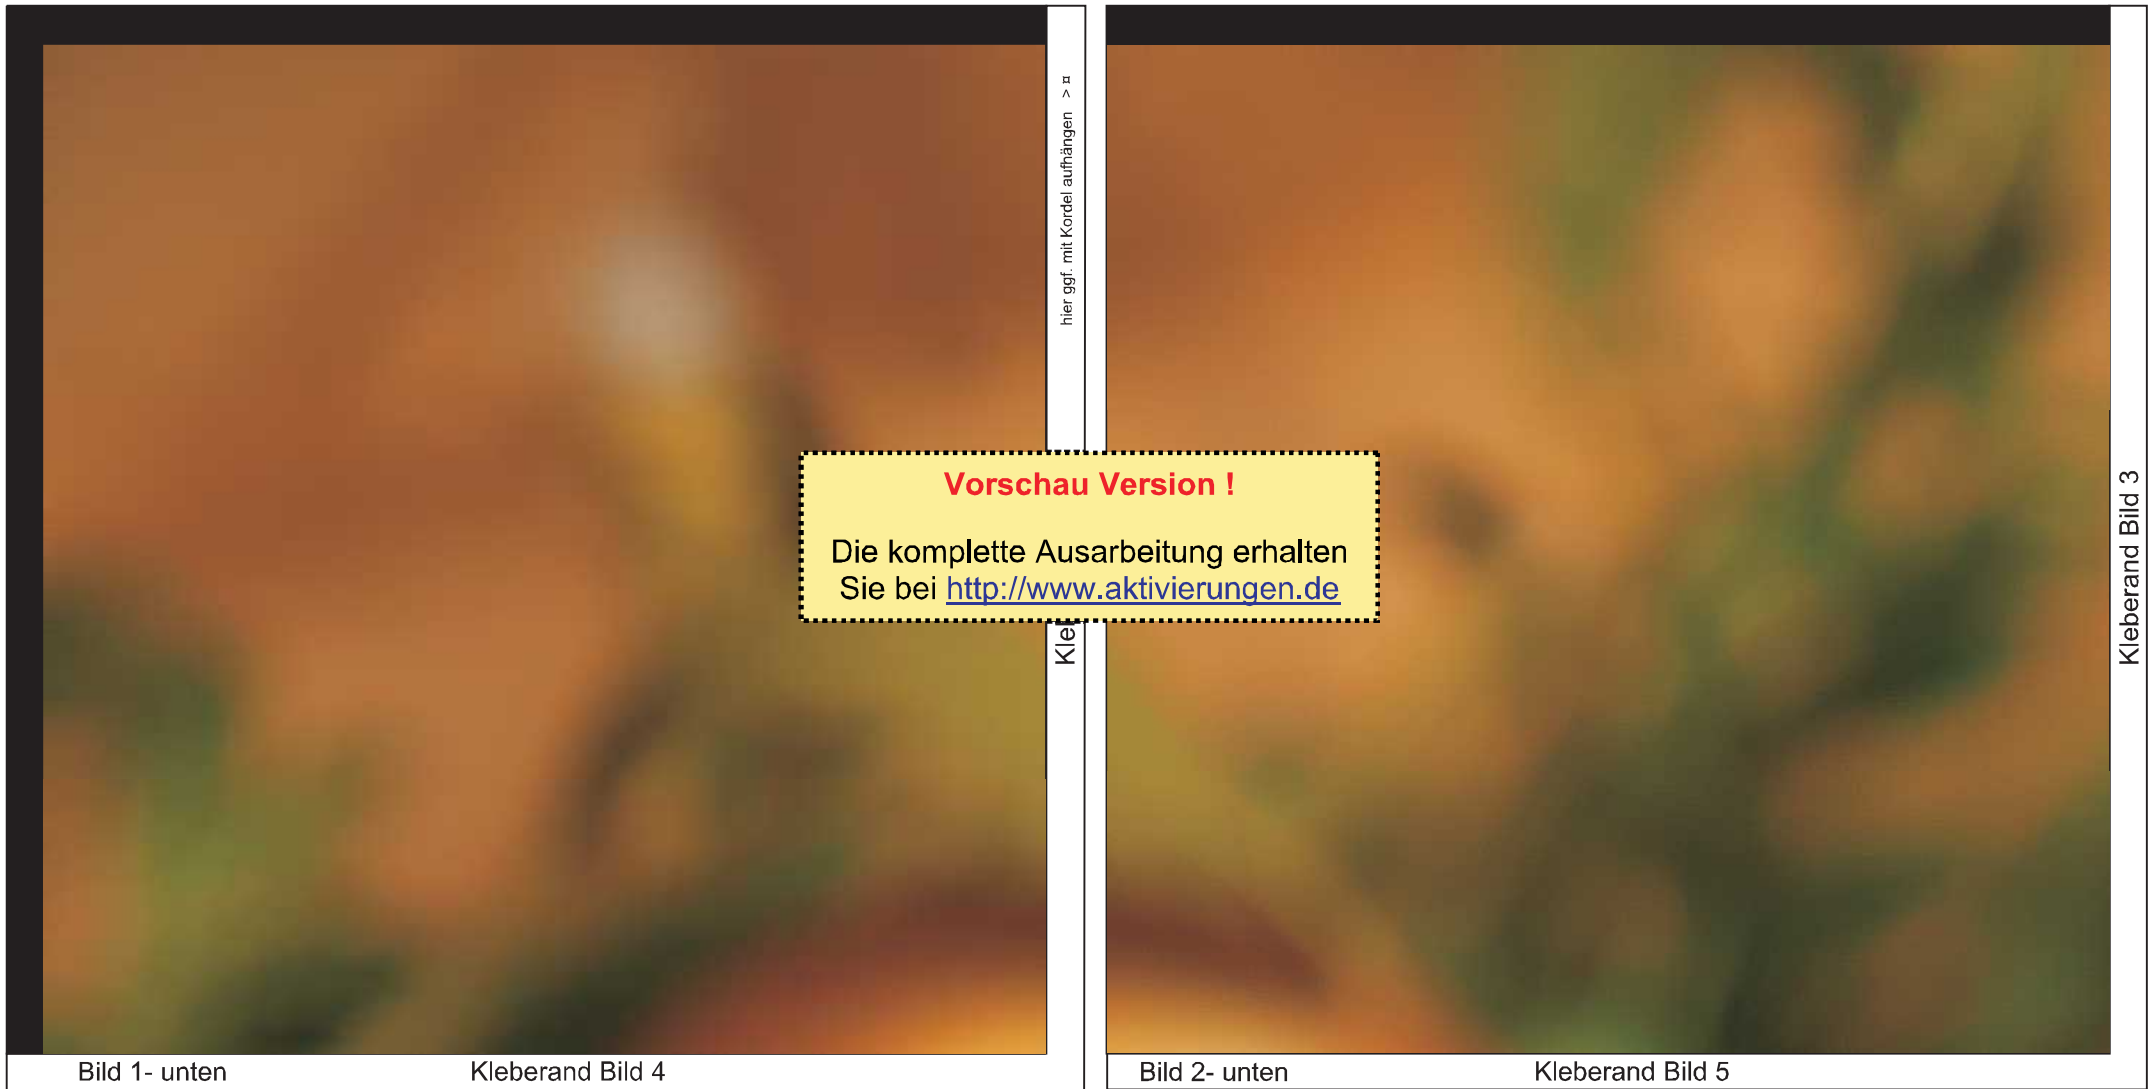 hier ggf. mit Kordel aufhängen > ¤
Vorschau Version !
Die komplette Ausarbeitung erhalten
Sie bei http://www.aktivierungen.de
Kleberand Bild 3
Bild 1- unten Kleberand Bild 4
Bild 2- unten Kleberand Bild 5